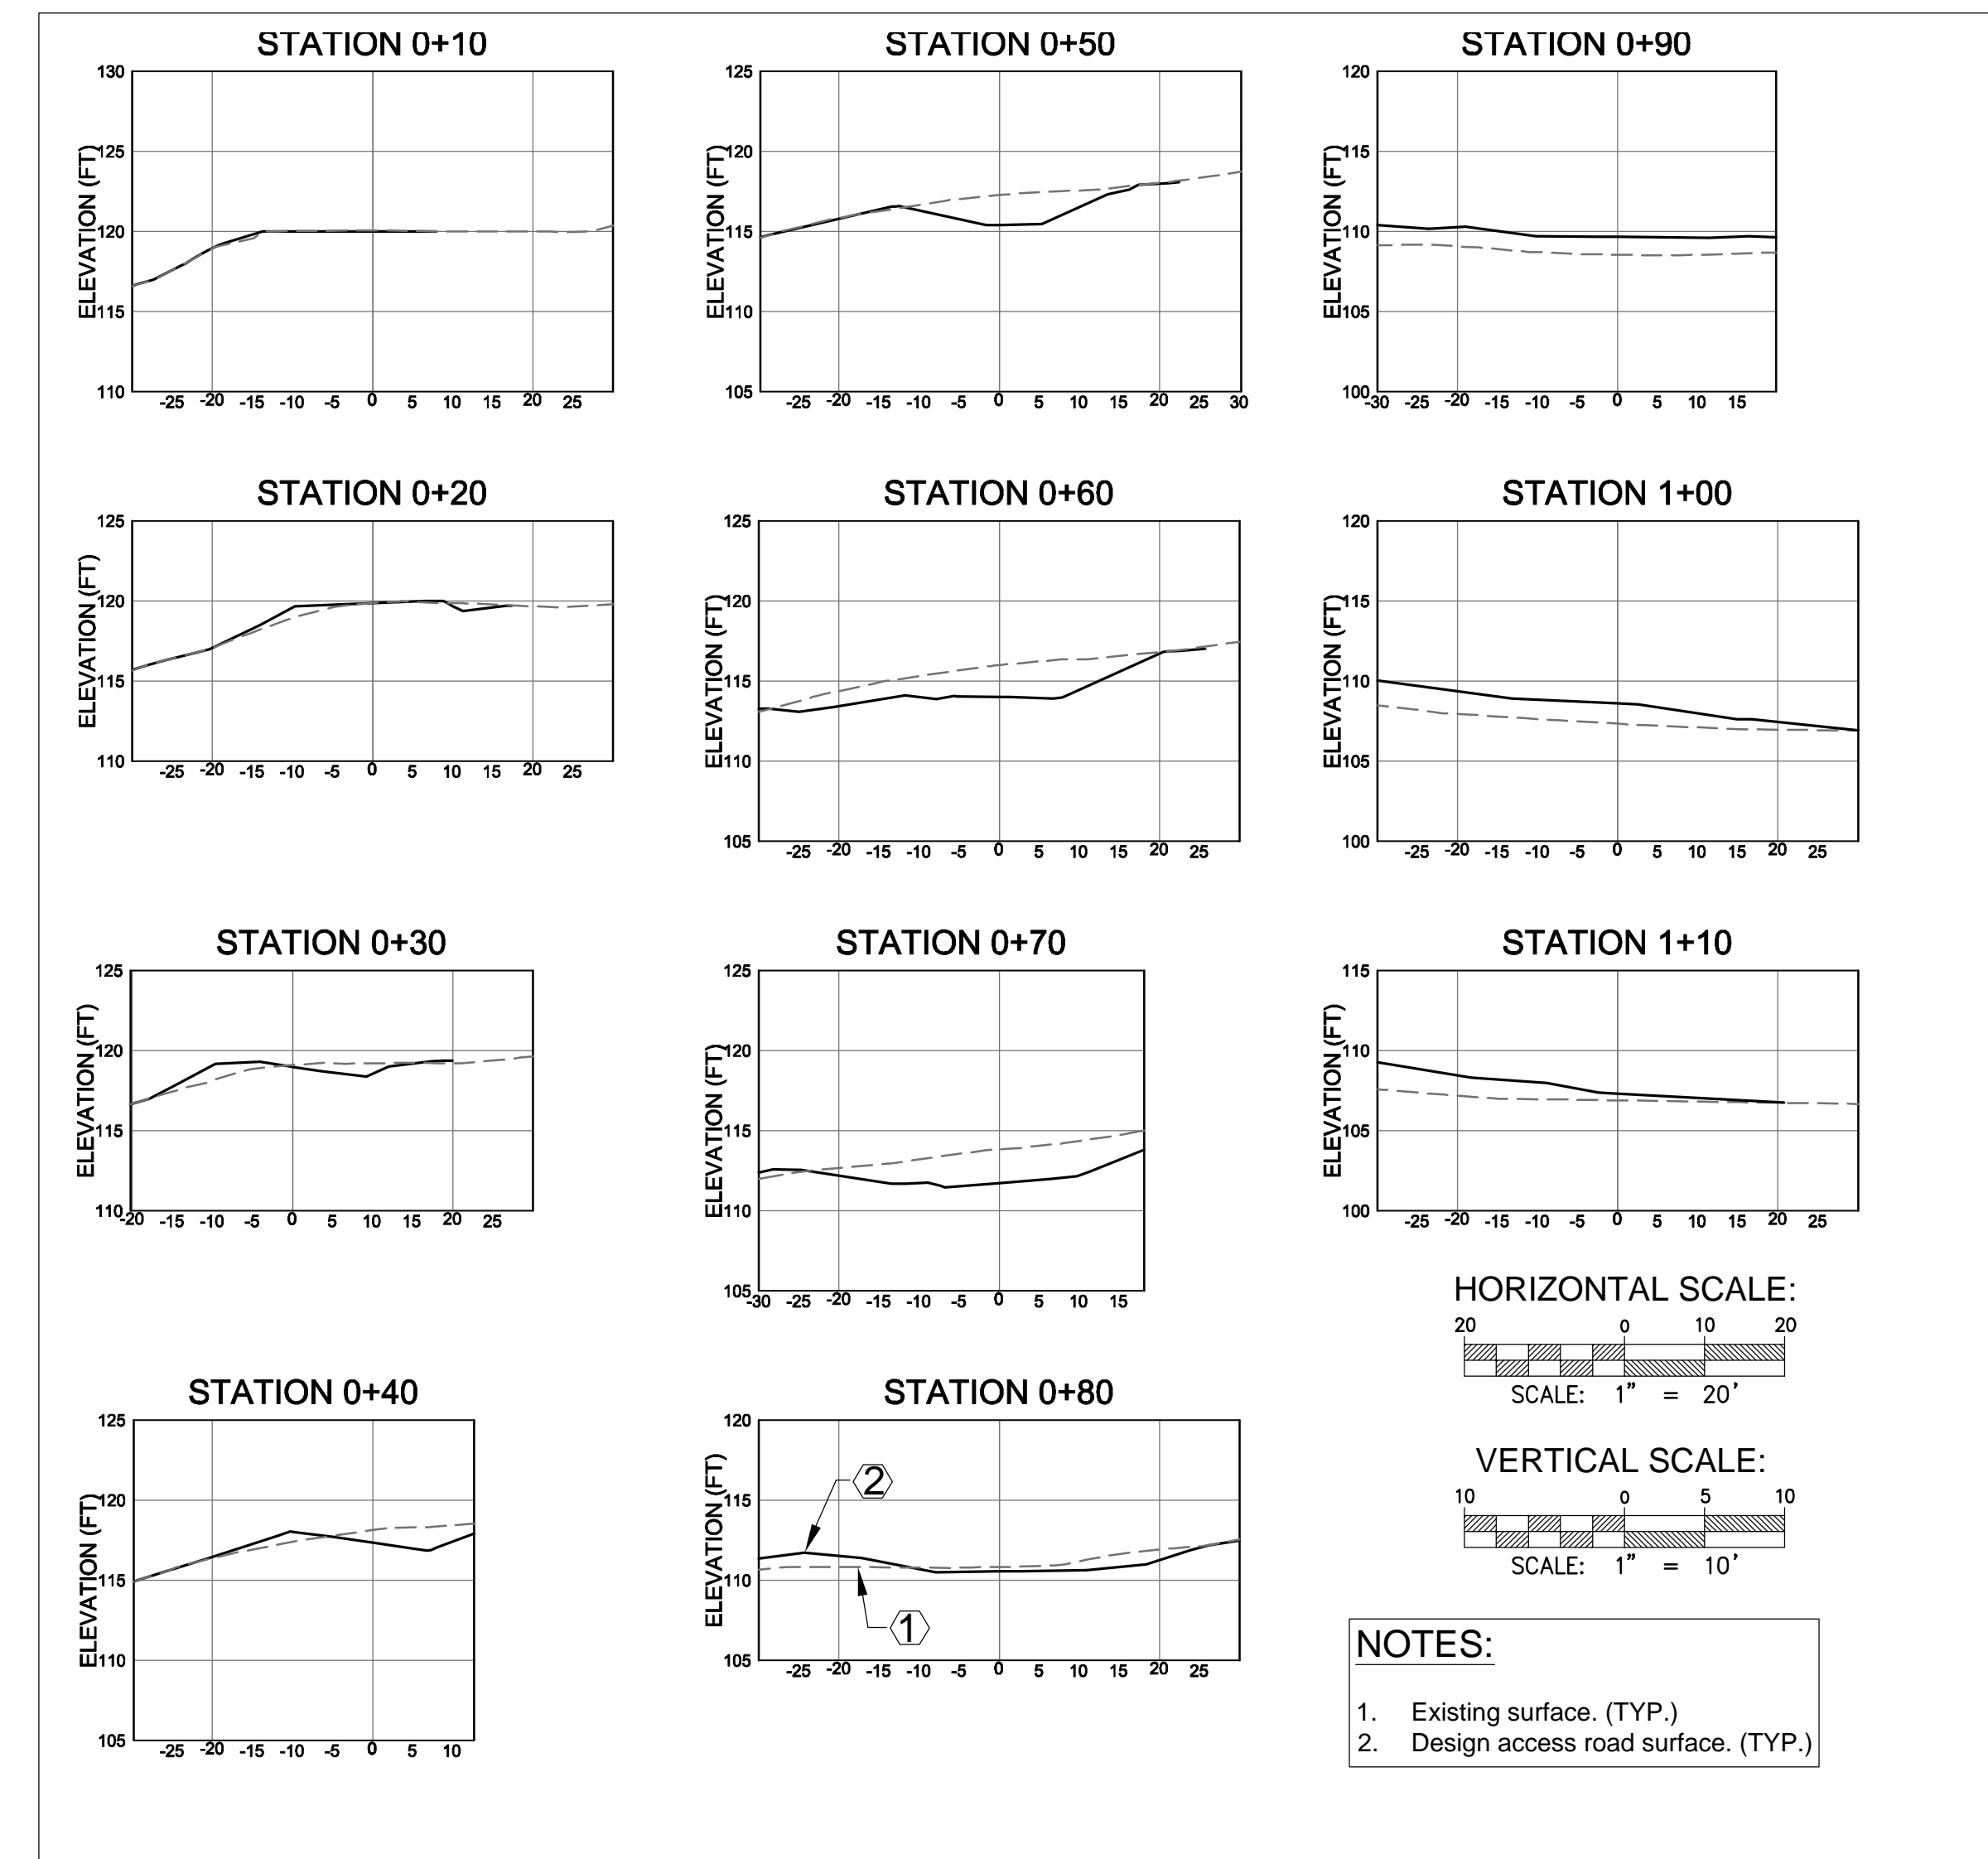 STATION 0+10
130
125
120
115
110
ELEVATION (FT)
-25 -20 -15 -10 -5 0 5 10 15 20 25
STATION 0+20
125
120
115
110
ELEVATION (FT)
-25 -20 -15 -10 -5 0 5 10 15 20 25
STATION 0+30
125
120
115
110
ELEVATION (FT)
-20 -15 -10 -5 0 5 10 15 20 25
STATION 0+40
125
120
115
110
105
ELEVATION (FT)
-25 -20 -15 -10 -5 0 5 10
STATION 0+50
125
120
115
110
105
ELEVATION (FT)
-25 -20 -15 -10 -5 0 5 10 15 20 25 30
STATION 0+60
125
120
115
110
105
ELEVATION (FT)
-25 -20 -15 -10 -5 0 5 10 15 20 25
STATION 0+70
125
120
115
110
105
ELEVATION (FT)
-30 -25 -20 -15 -10 -5 0 5 10 15
STATION 0+80
120
115
110
105
ELEVATION (FT)
2
1
-25 -20 -15 -10 -5 0 5 10 15 20 25
STATION 0+90
120
115
110
105
100
ELEVATION (FT)
-30 -25 -20 -15 -10 -5 0 5 10 15
STATION 1+00
120
115
110
105
100
ELEVATION (FT)
-25 -20 -15 -10 -5 0 5 10 15 20 25
STATION 1+10
115
110
105
100
ELEVATION (FT)
-25 -20 -15 -10 -5 0 5 10 15 20 25
HORIZONTAL SCALE:
20 0 10 20
SCALE: 1" = 20'
VERTICAL SCALE:
10 0 5 10
SCALE: 1" = 10'
NOTES:
1. Existing surface. (TYP.)
2. Design access road surface. (TYP.)